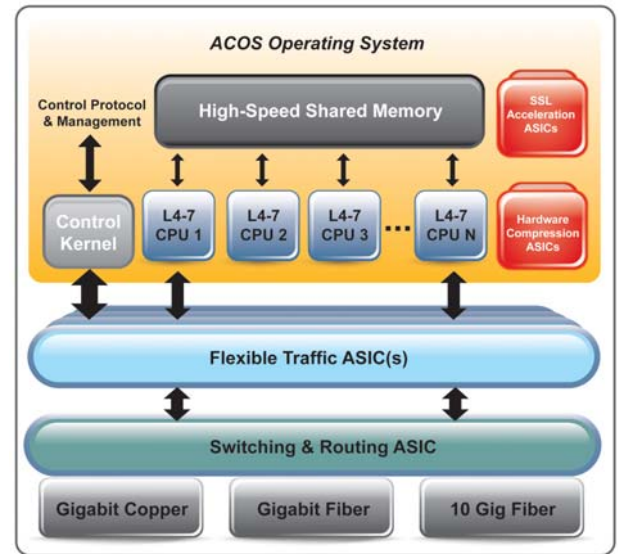 ACOS Operating System
Control Protocol
& Management
High-Speed Shared Memory
SSL
Acceleration
ASICs
Control
Kernel
L4-7
CPU 1
L4-7
CPU 2
L4-7
CPU 3
...
L4-7
CPU N
Hardware
Compression
ASICs
Flexible Traffic ASIC(s)
Switching & Routing ASIC
Gigabit Copper
Gigabit Fiber
10 Gig Fiber